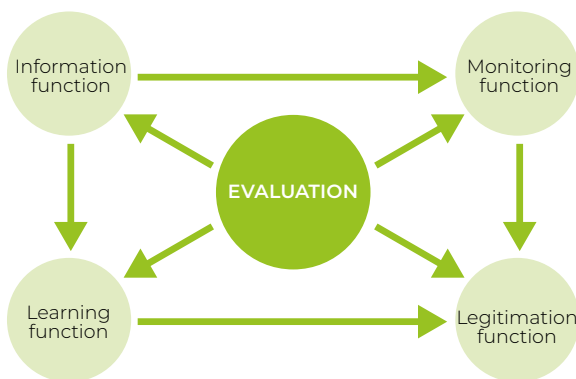 Information
function
Monitoring
function
EVALUATION
Learning
function
Legitimation
function